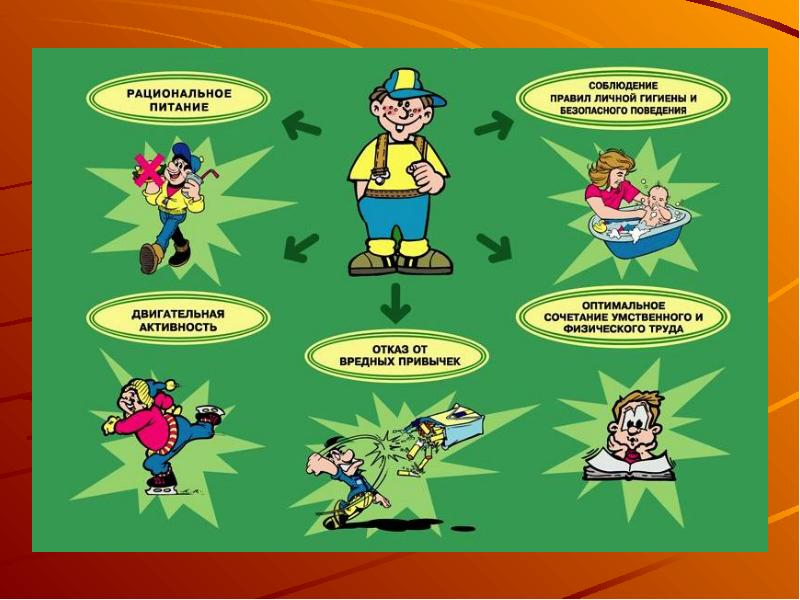 РАЦИОНАЛЬНОЕ
ПИТАНИЕ
СОБЛЮДЕНИЕ
ПРАВИЛ ЛИЧНОЙ ГИГИЕНЫ И
БЕЗОПАСНОГО ПОВЕДЕНИЯ
ДВИГАТЕЛЬНАЯ
АКТИВНОСТЬ
ОТКАЗ ОТ
ВРЕДНЫХ ПРИВЫЧЕК
ОПТИМАЛЬНОЕ
СОЧЕТАНИЕ УМСТВЕННОГО И
ФИЗИЧЕСКОГО ТРУДА